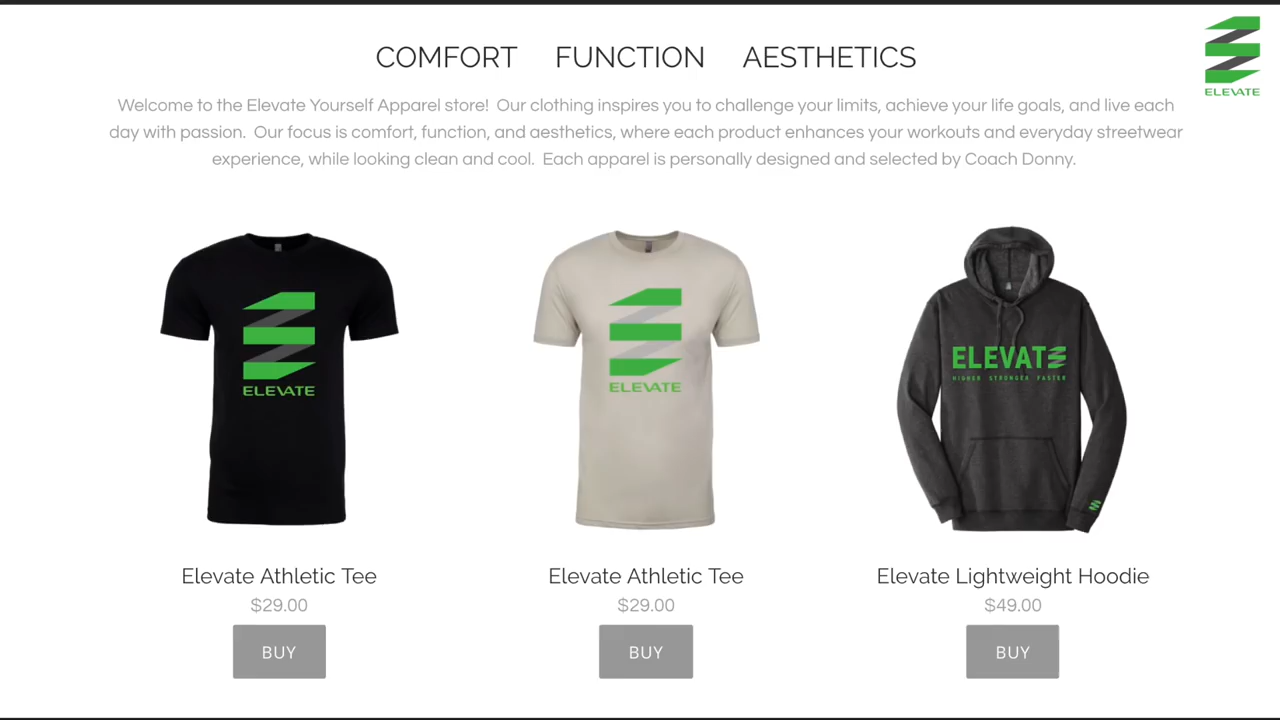 COMFORT FUNCTION AESTHETICS
ELEVATE
Welcome to the Elevate Yourself Apparel store! Our clothing inspires you to challenge your limits, achieve your life goals, and live each
day with passion. Our focus is comfort, function, and aesthetics, where each product enhances your workouts and everyday streetwear
experience, while looking clean and cool. Each apparel is personally designed and selected by Coach Donny.
ELEVATE
ELEVATE
ELEVATE
HIGHER STRONGER FASTER
Elevate Athletic Tee
$29.00
BUY
Elevate Athletic Tee
$29.00
BUY
Elevate Lightweight Hoodie
$49.00
BUY